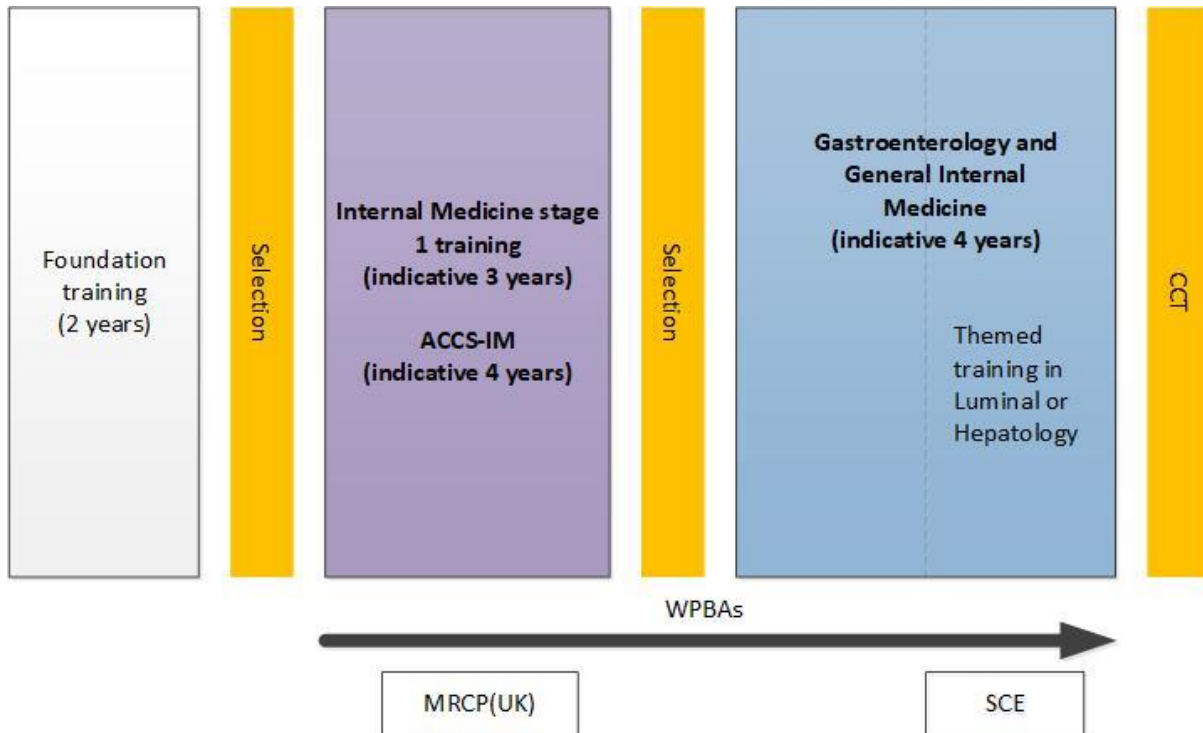 Foundation
training
(2 years)
Selection
Internal Medicine stage
1 training
(indicative 3 years)
ACCS-IM
(indicative 4 years)
Selection
Gastroenterology and
General Internal
Medicine
(indicative 4 years)
Themed
training in
Luminal or
Hepatology
CCT
WPBAs
MRCP(UK)
SCE